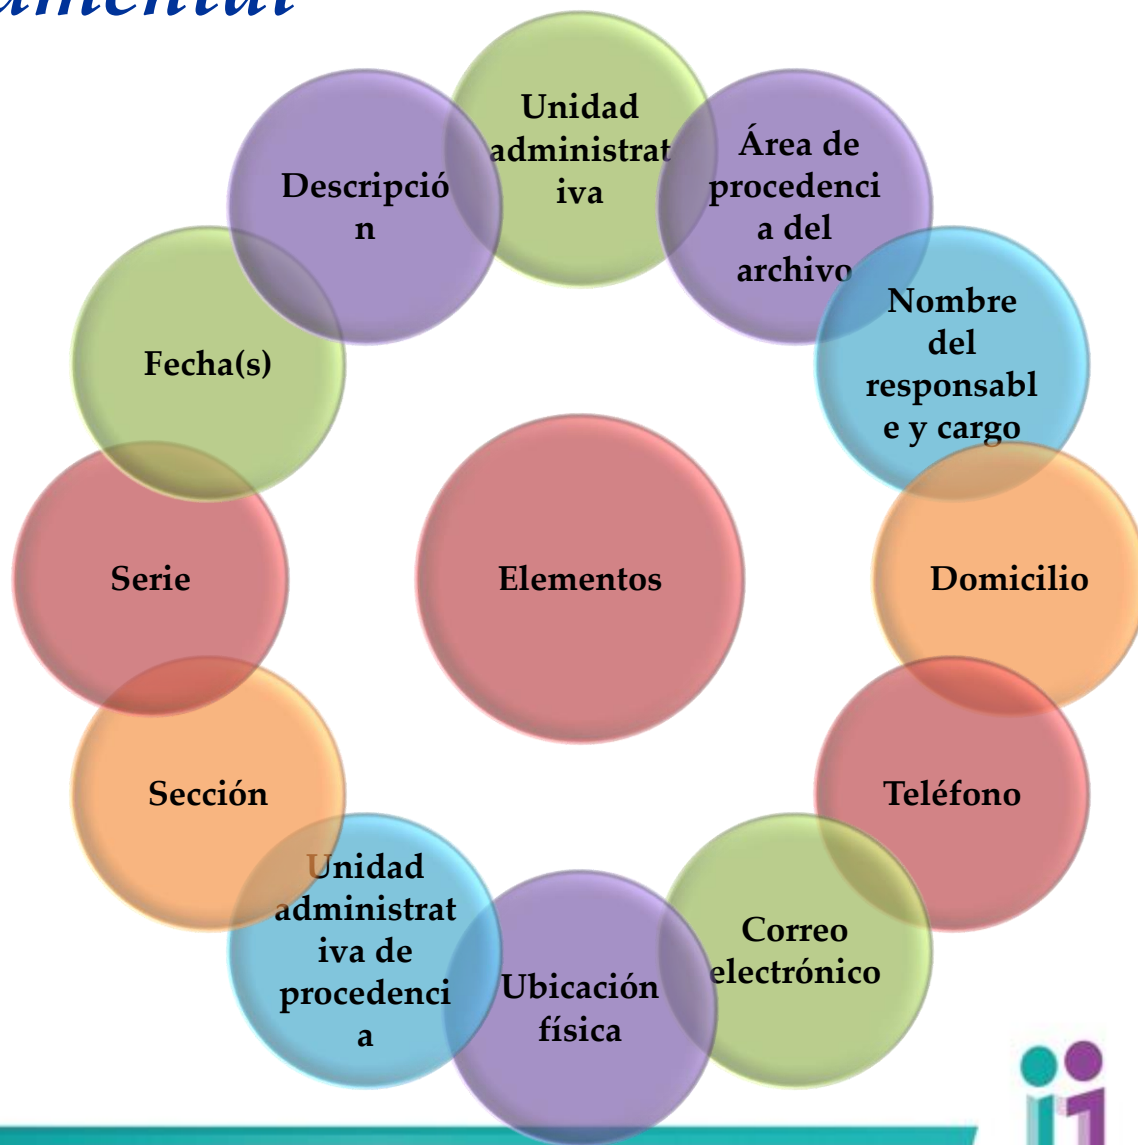 Unidad
administrat
iva
Área de
procedenci
a del
archivo
Nombre
del
responsabl
e y cargo
Domicilio
Teléfono
Correo
electrónico
Ubicación
física
Unidad
administrat
iva de
procedenci
a
Sección
Serie
Fecha(s)
Descripció
n
Elementos